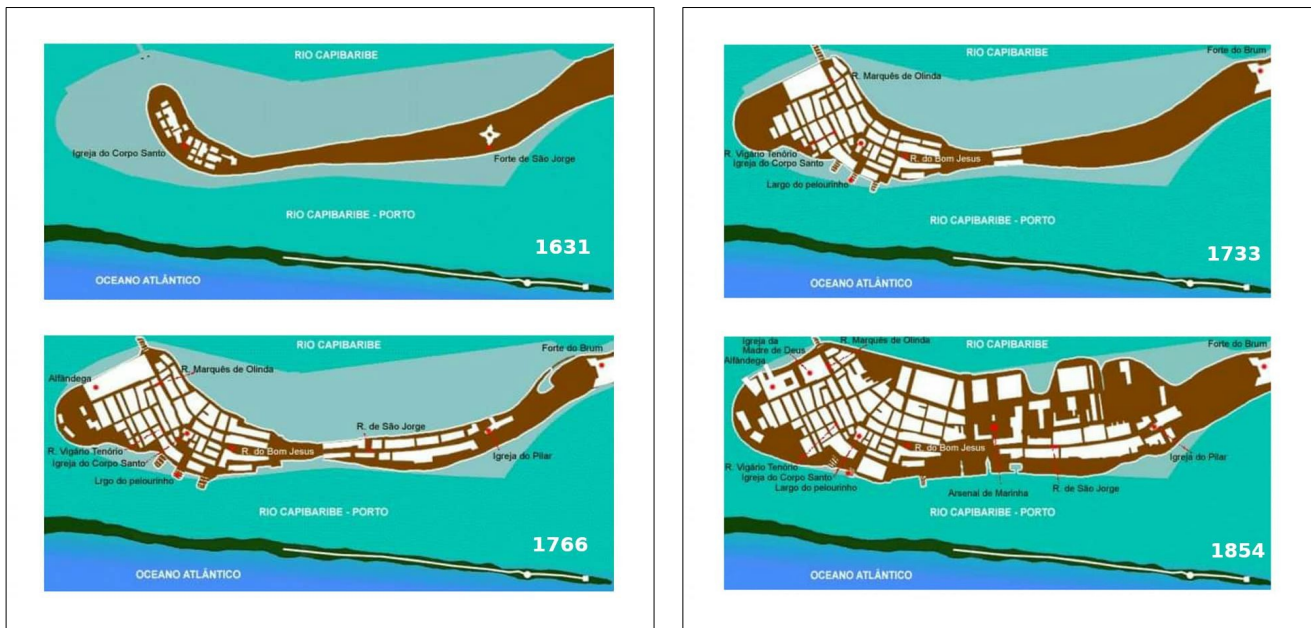 RIO CAPIBARIBE
Igreja do Corpo Santo
Forte de São Jorge
RIO CAPIBARIBE - PORTO
1631
OCEANO ATLÂNTICO
RIO CAPIBARIBE
Forte do Brum
R. Marquês de Olinda
R. Vigário Tenório
Igreja do Corpo Santo
R. do Bom Jesus
Largo do pelourinho
RIO CAPIBARIBE - PORTO
1733
OCEANO ATLÂNTICO
RIO CAPIBARIBE
Forte do Brum
Alfândega
R. Marquês de Olinda
R. de São Jorge
R. Vigário Tenório
Igreja do Corpo Santo
R. do Bom Jesus
Igreja do Pilar
Lrgo do pelourinho
RIO CAPIBARIBE - PORTO
1766
OCEANO ATLÂNTICO
Igreja da
Madre de Deus
Alfândega
R. Marquês de Olinda
RIO CAPIBARIBE
Forte do Brum
R. do Bom Jesus
R. Vigário Tenório
Igreja do Corpo Santo
Largo do pelourinho
Arsenal de Marinha
R. de São Jorge
Igreja do Pilar
RIO CAPIBARIBE - PORTO
1854
OCEANO ATLÂNTICO